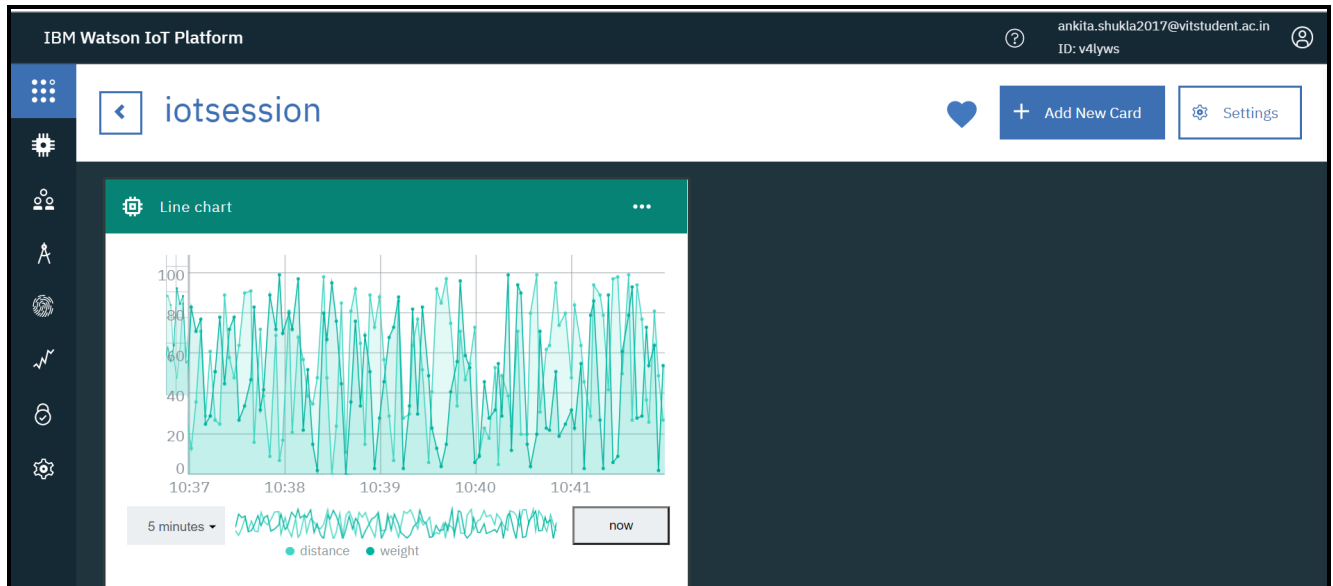 IBM Watson IoT Platform
ankita.shukla2017@vitstudent.ac.in
ID: v4lyws
iotsession
+ Add New Card
Settings
Line chart
100
80
60
40
20
0
10:37 10:38 10:39 10:40 10:41
5 minutes
now
distance weight